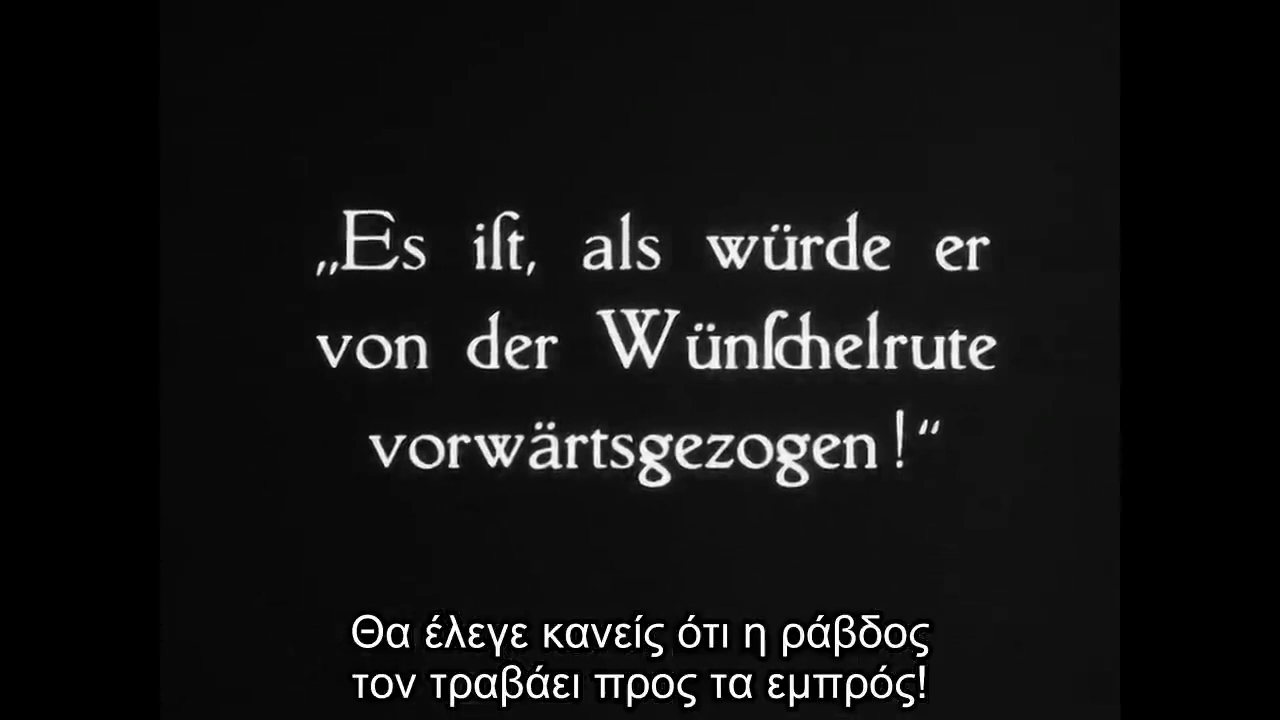 „Es iſt, als würde er
von der Wünſchelrute
vorwärtsgezogen!“
Θα έλεγε κανείς ότι η ράβδος
τον τραβάει προς τα εμπρός!